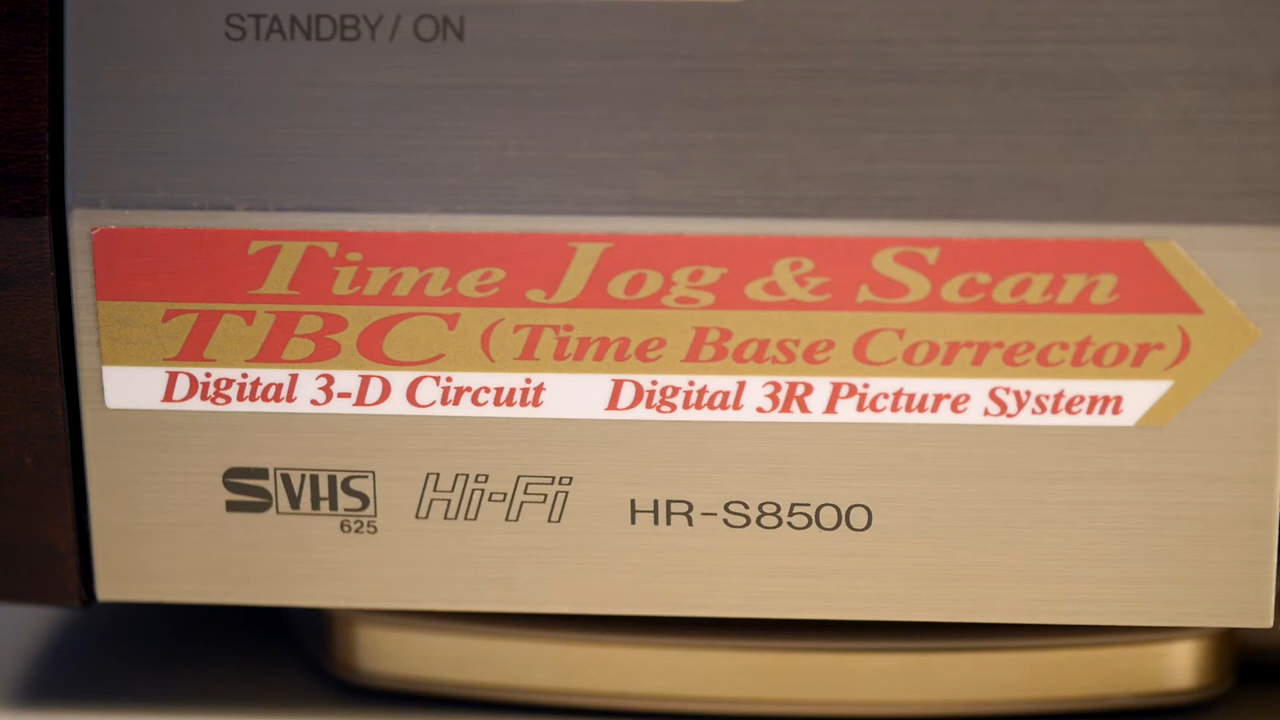 STANDBY / ON
Time Jog & Scan
TBC (Time Base Corrector)
Digital 3-D Circuit Digital 3R Picture System
S VHS 625 Hi-Fi HR-S8500